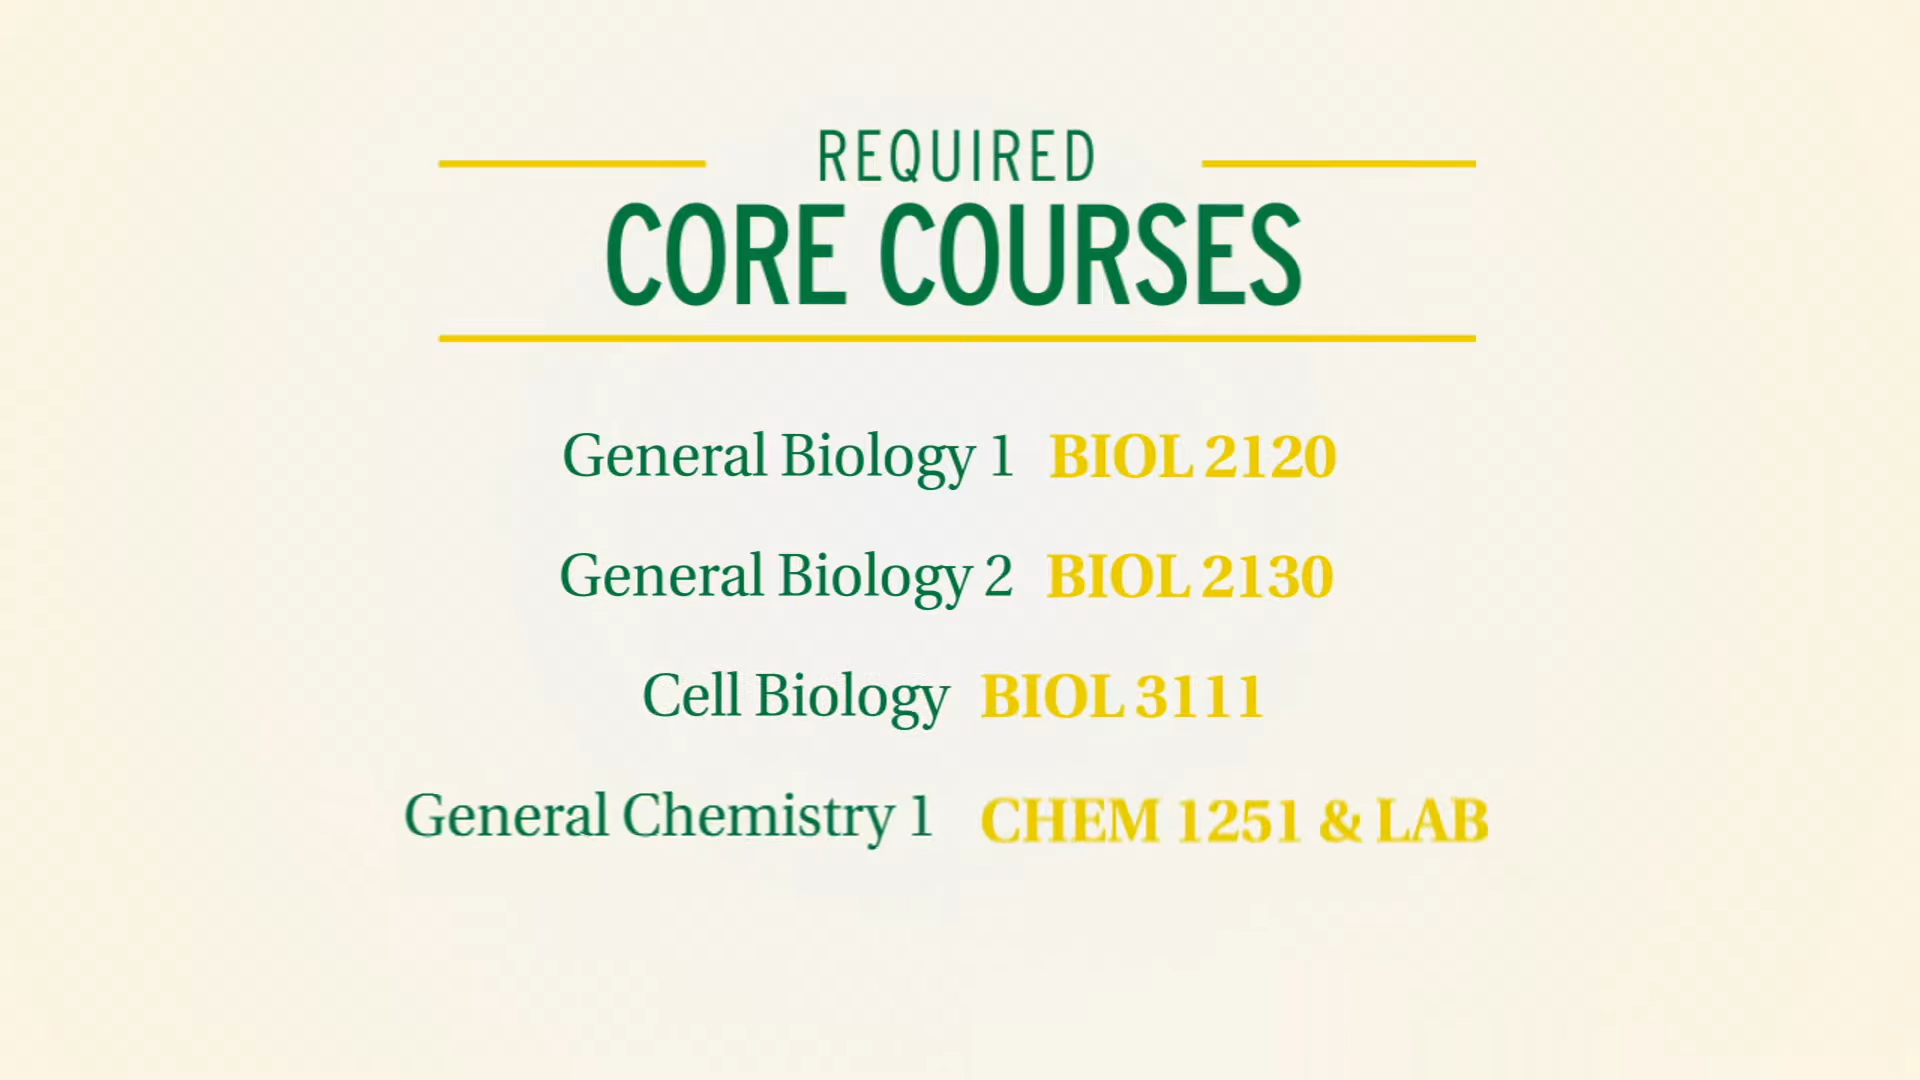 REQUIRED
CORE COURSES
General Biology 1 BIOL 2120
General Biology 2 BIOL 2130
Cell Biology BIOL 3111
General Chemistry 1 CHEM 1251 & LAB